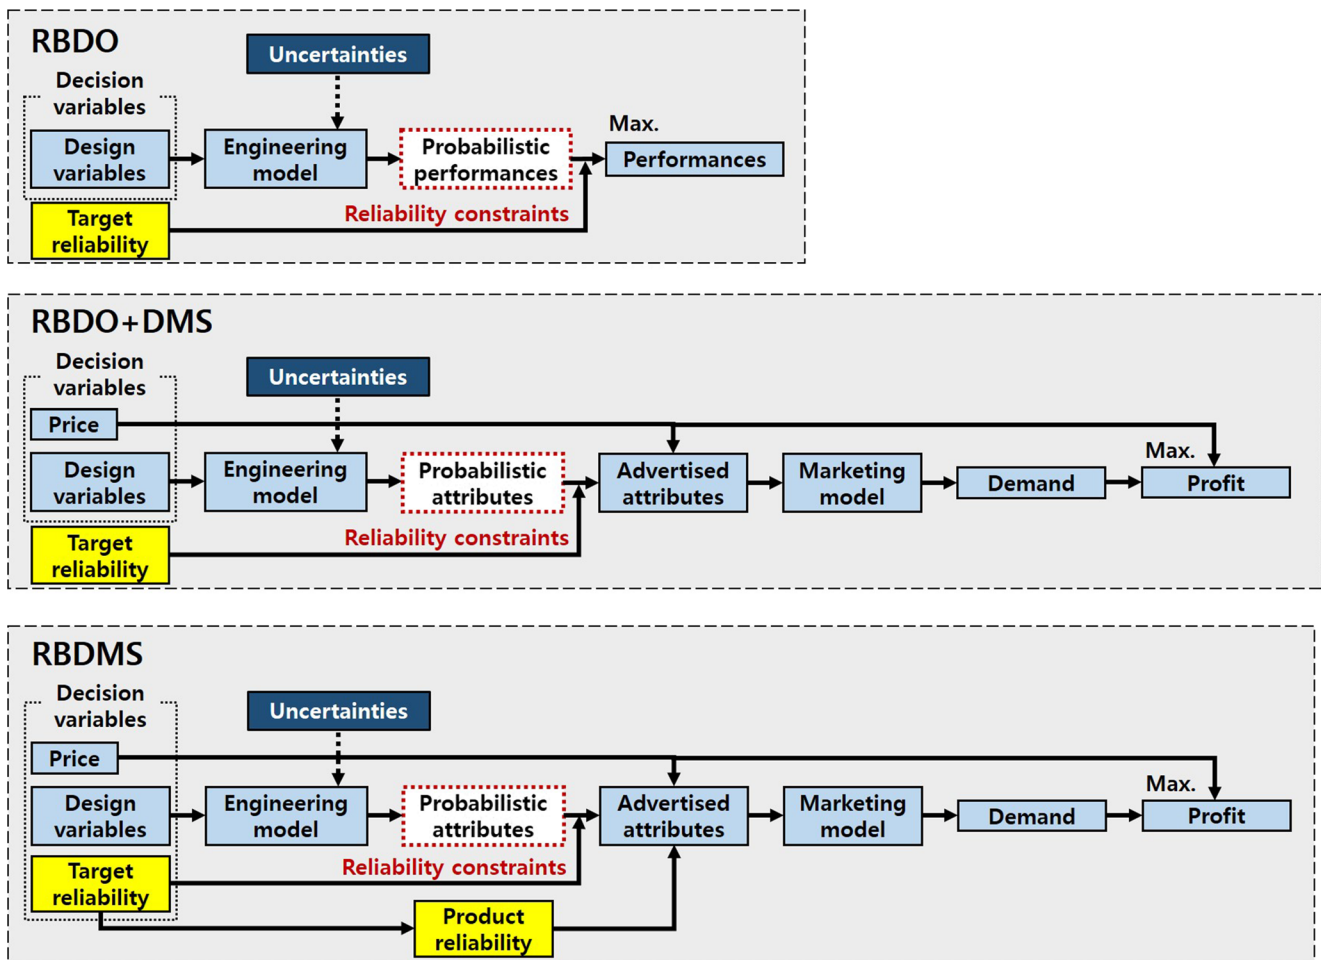 RBDO
Decision
variables
Uncertainties
Design
variables
Engineering
model
Probabilistic
performances
Max.
Performances
Target
reliability
Reliability constraints
RBDO+DMS
Decision
variables
Uncertainties
Price
Design
variables
Engineering
model
Probabilistic
attributes
Advertised
attributes
Marketing
model
Demand
Max.
Profit
Target
reliability
Reliability constraints
RBDMS
Decision
variables
Uncertainties
Price
Design
variables
Engineering
model
Probabilistic
attributes
Advertised
attributes
Marketing
model
Demand
Max.
Profit
Target
reliability
Reliability constraints
Product
reliability